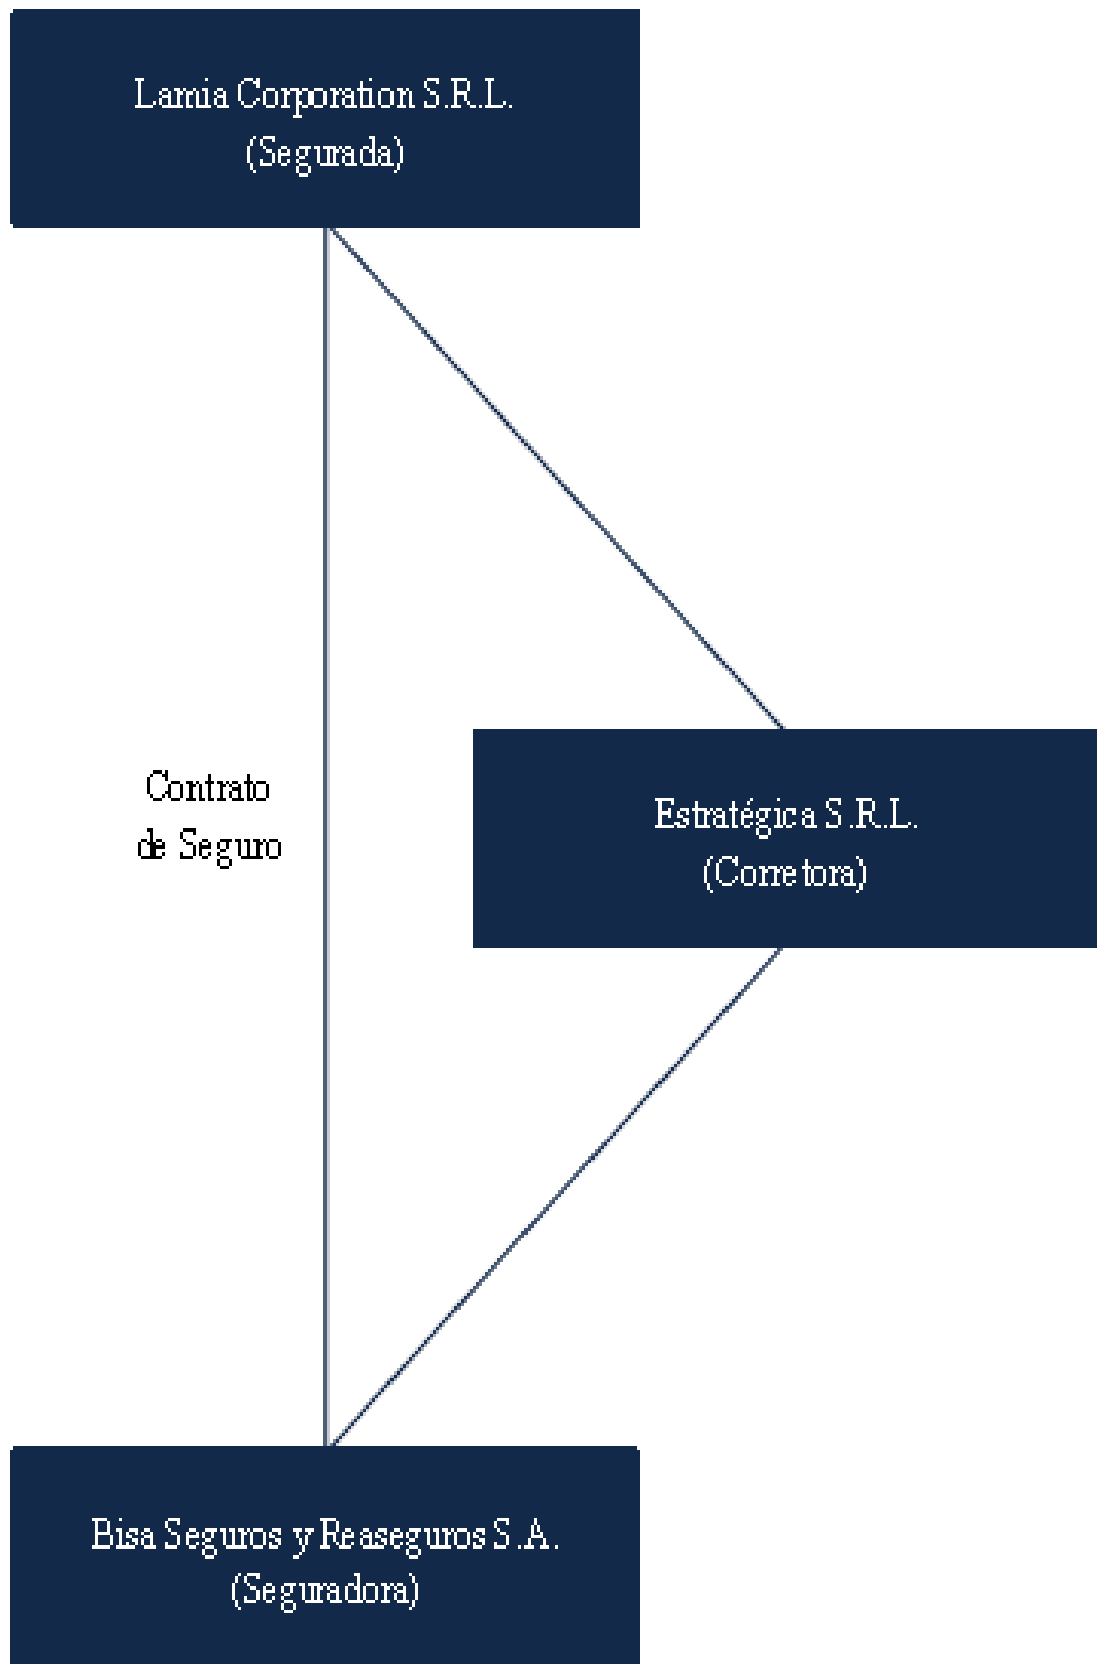 Lamia Corporation S.R.L.
(Segurada)
Contrato
de Seguro
Estratégica S.R.L.
(Corretora)
Bisa Seguros y Reaseguros S.A.
(Seguradora)